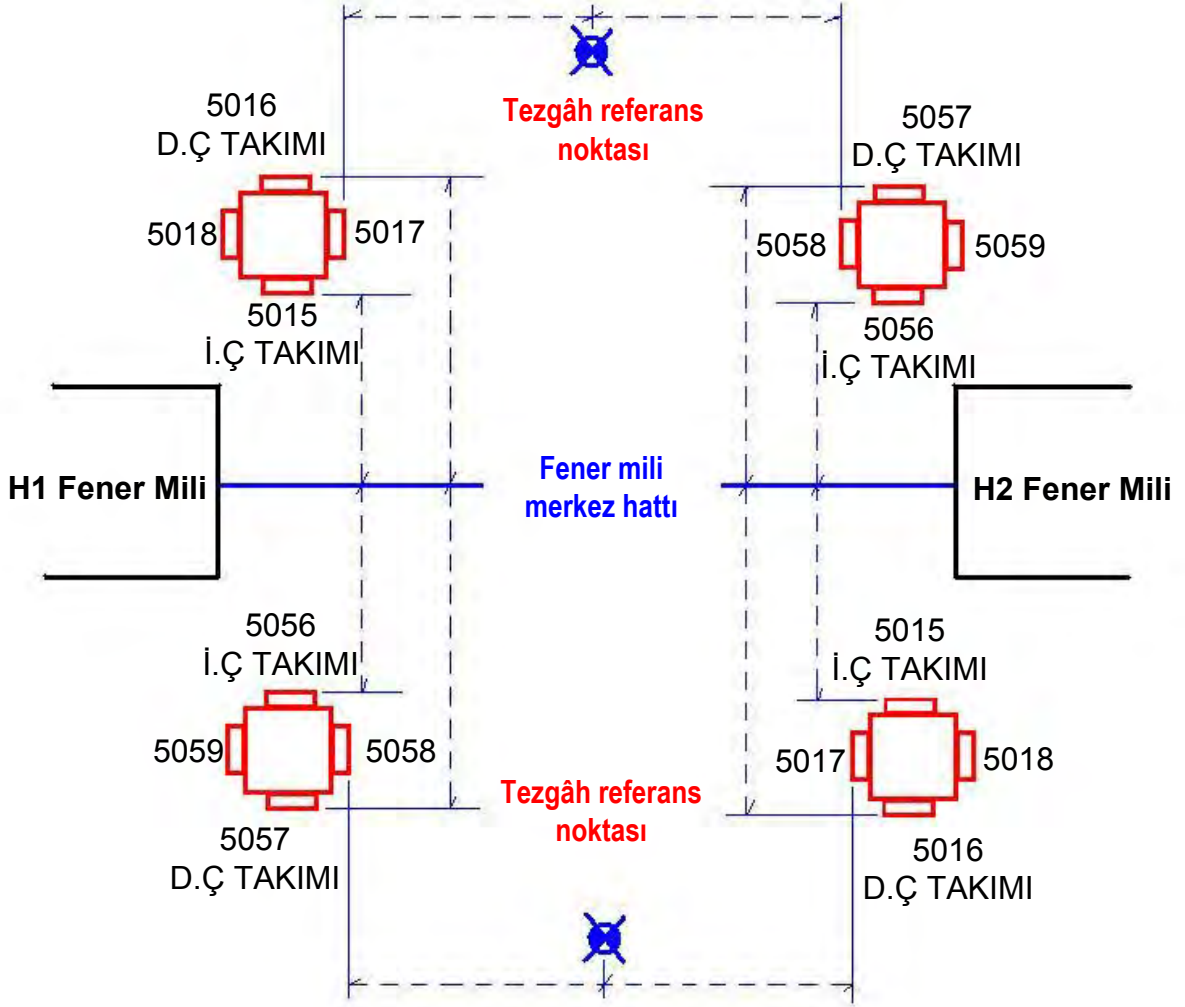 5016
D.Ç TAKIMI
Tezgâh referans
noktası
5057
D.Ç TAKIMI
5018
5017
5058
5059
5015
İ.Ç TAKIMI
5056
İ.Ç TAKIMI
H1 Fener Mili
Fener mili
merkez hattı
H2 Fener Mili
5056
İ.Ç TAKIMI
5015
İ.Ç TAKIMI
5059
5058
5017
5018
Tezgâh referans
noktası
5057
D.Ç TAKIMI
5016
D.Ç TAKIMI